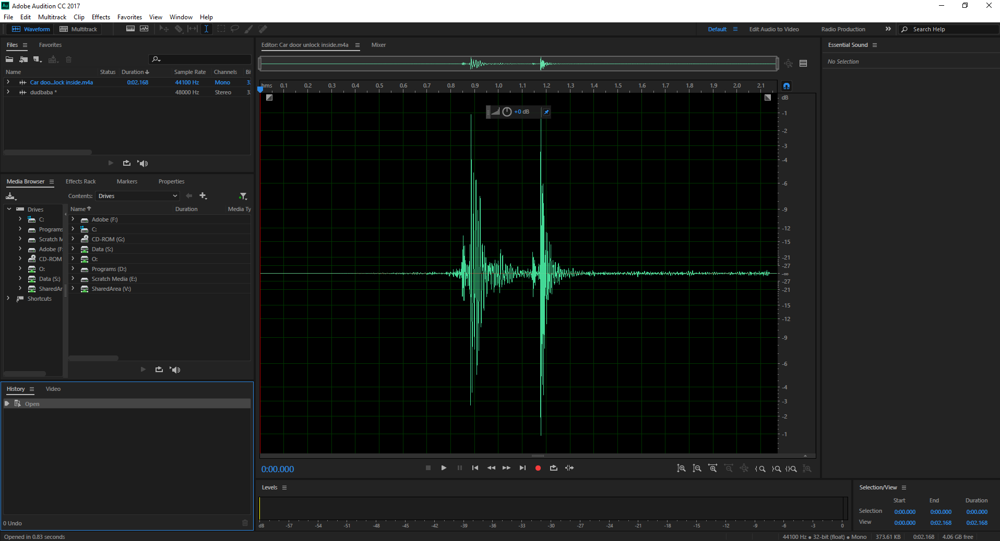 Au Adobe Audition CC 2017
File Edit Multitrack Clip Effects Favorites View Window Help
Waveform Multitrack
Default Edit Audio to Video Radio Production Search Help
Files Favorites
Name Status Duration Sample Rate Channels Bi
Car doo...lock inside.m4a 0:02.168 44100 Hz Mono 3
dudbaba * 48000 Hz Stereo 3
Media Browser Effects Rack Markers Properties
Contents: Drives
Drives
C:
Programs
Scratch M
Adobe (F
CD-ROM
O:
Data (S:)
SharedAr
Shortcuts
Name Duration Media Ty
Adobe (F:)
C:
CD-ROM (G:)
Data (S:)
O:
Programs (D:)
Scratch Media (E:)
SharedArea (V:)
History Video
Open
0 Undo
Opened in 0.83 seconds
Editor: Car door unlock inside.m4a Mixer
hms 0.1 0.2 0.3 0.4 0.5 0.6 0.7 0.8 0.9 1.0 1.1 1.2 1.3 1.4 1.5 1.6 1.7 1.8 1.9 2.0 2.1
+0 dB
dB
-1
-2
-3
-4
-6
-9
-12
-15
-21
-27
-∞
-27
-21
-15
-12
-9
-6
-4
-3
-2
-1
0:00.000
Levels
dB -57 -54 -51 -48 -45 -42 -39 -36 -33 -30 -27 -24 -21 -18 -15 -12 -9 -6 -3 0
Essential Sound
No Selection
Selection/View
Start End Duration
Selection 0:00.000 0:00.000 0:00.000
View 0:00.000 0:02.168 0:02.168
44100 Hz ● 32-bit (float) ● Mono 373.61 KB 0:02.168 4.06 GB free